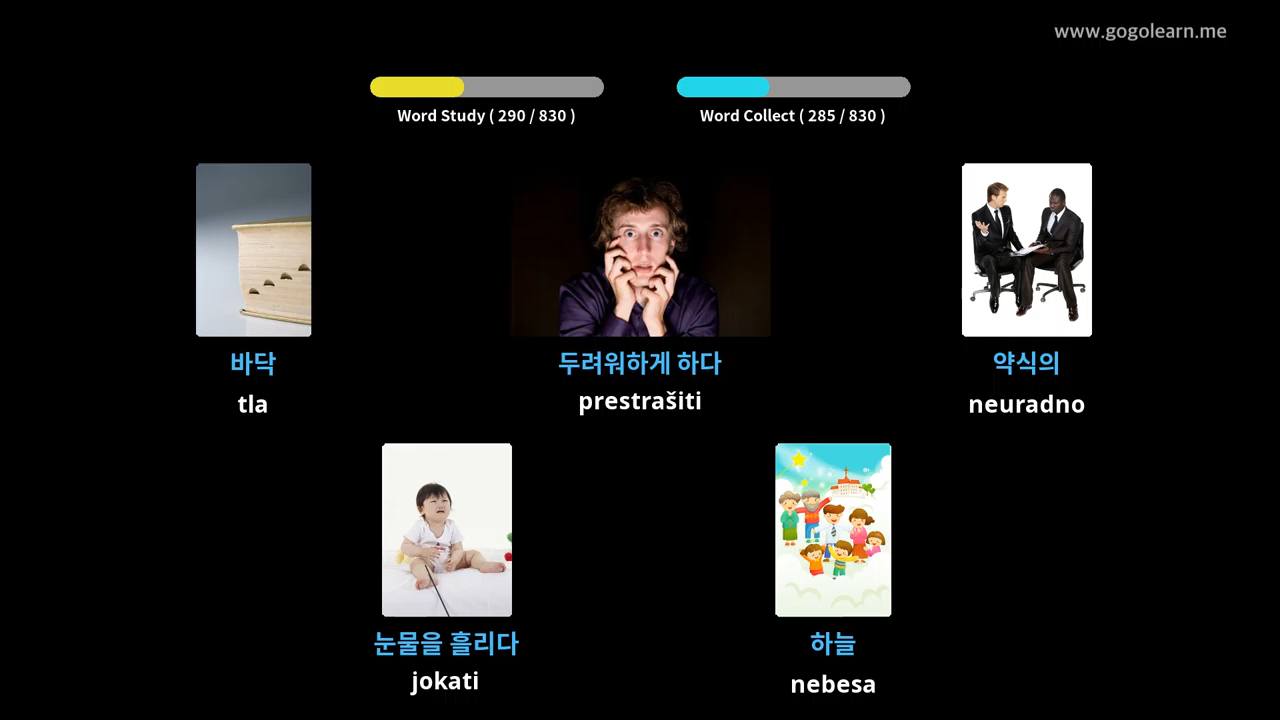 www.gogolearn.me
Word Study ( 290 / 830 )
Word Collect ( 285 / 830 )
바닥
tla
두려워하게 하다
prestrašiti
약식의
neuradno
눈물을 흘리다
jokati
하늘
nebesa